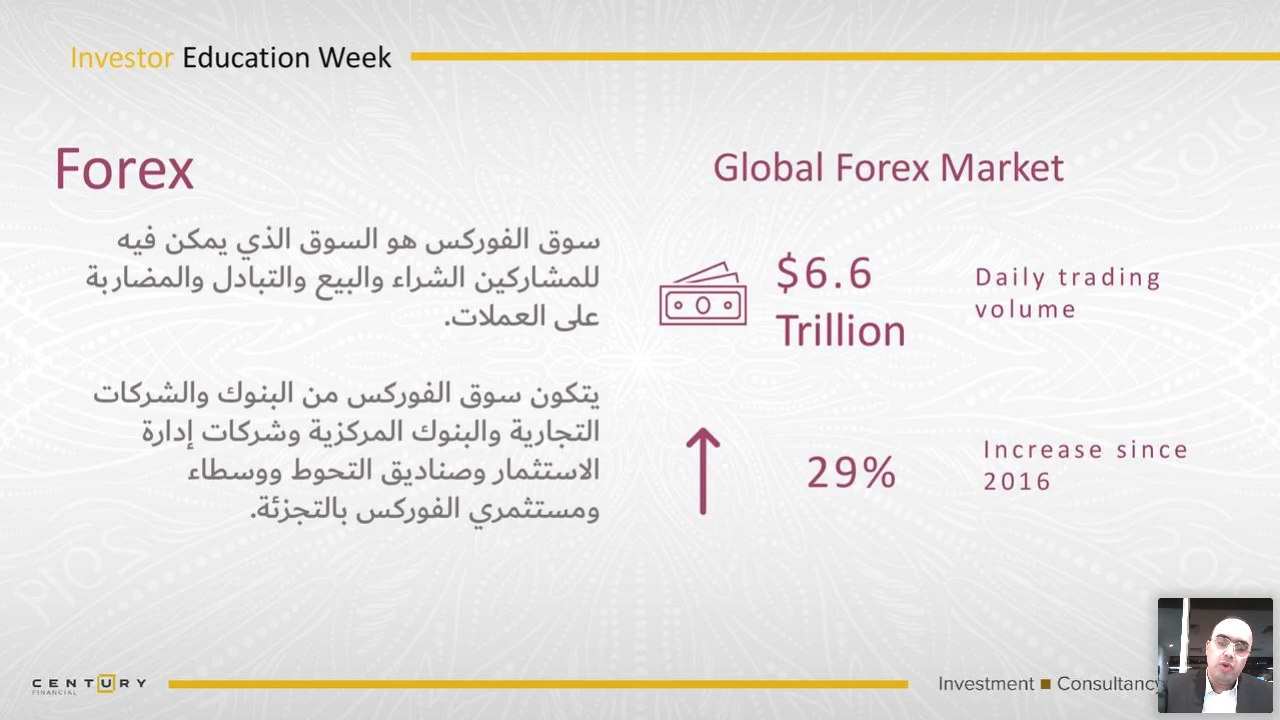 Investor Education Week
Forex
سوق الفوركس هو السوق الذي يمكن فيه
للمشاركين الشراء والبيع والتبادل والمضاربة
على العملات.
يتكون سوق الفوركس من البنوك والشركات
التجارية والبنوك المركزية وشركات إدارة
الاستثمار وصناديق التحوط ووسطاء
ومستثمري الفوركس بالتجزئة.
Global Forex Market
$6.6
Trillion
Daily trading
volume
29%
Increase since
2016
CENTURY
FINANCIAL
Investment ■ Consultancy